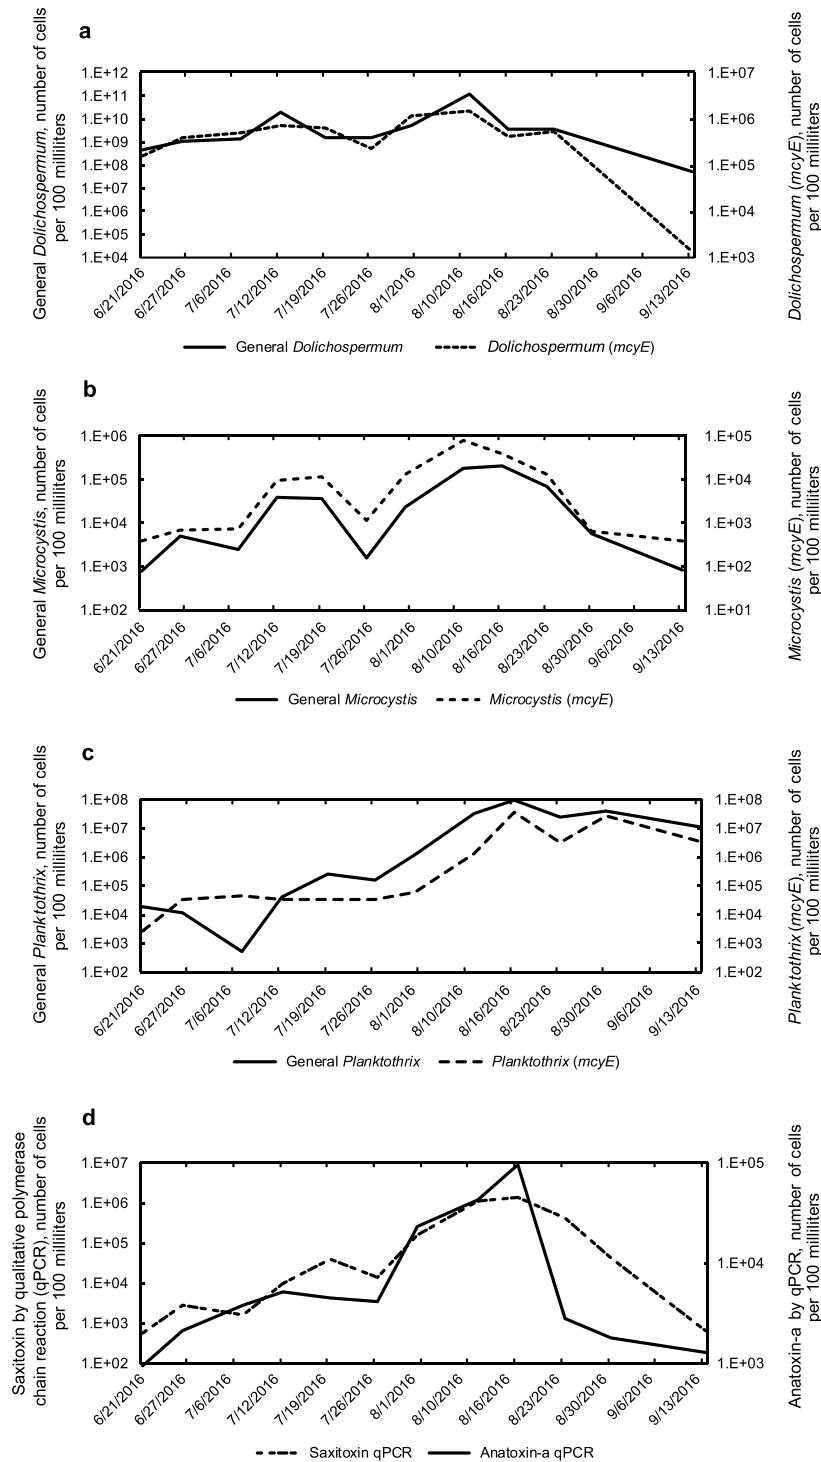 a
General Dolichospermum, number of cells
per 100 milliliters
1.E+12
1.E+11
1.E+10
1.E+09
1.E+08
1.E+07
1.E+06
1.E+05
1.E+04
1.E+07
1.E+06
1.E+05
1.E+04
1.E+03
Dolichospermum (mcyE), number of cells
per 100 milliliters
6/21/2016
6/27/2016
7/6/2016
7/12/2016
7/19/2016
7/26/2016
8/1/2016
8/10/2016
8/16/2016
8/23/2016
8/30/2016
9/6/2016
9/13/2016
General Dolichospermum
Dolichospermum (mcyE)
b
General Microcystis, number of cells
per 100 milliliters
1.E+06
1.E+05
1.E+04
1.E+03
1.E+02
1.E+05
1.E+04
1.E+03
1.E+02
1.E+01
Microcystis (mcyE), number of cells
per 100 milliliters
6/21/2016
6/27/2016
7/6/2016
7/12/2016
7/19/2016
7/26/2016
8/1/2016
8/10/2016
8/16/2016
8/23/2016
8/30/2016
9/6/2016
9/13/2016
General Microcystis
Microcystis (mcyE)
c
General Planktothrix, number of cells
per 100 milliliters
1.E+08
1.E+07
1.E+06
1.E+05
1.E+04
1.E+03
1.E+02
1.E+08
1.E+07
1.E+06
1.E+05
1.E+04
1.E+03
1.E+02
Planktothrix (mcyE), number of cells
per 100 milliliters
6/21/2016
6/27/2016
7/6/2016
7/12/2016
7/19/2016
7/26/2016
8/1/2016
8/10/2016
8/16/2016
8/23/2016
8/30/2016
9/6/2016
9/13/2016
General Planktothrix
Planktothrix (mcyE)
d
Saxitoxin by qualitative polymerase
chain reaction (qPCR), number of cells
per 100 milliliters
1.E+07
1.E+06
1.E+05
1.E+04
1.E+03
1.E+02
1.E+05
1.E+04
1.E+03
Anatoxin-a by qPCR, number of cells
per 100 milliliters
6/21/2016
6/27/2016
7/6/2016
7/12/2016
7/19/2016
7/26/2016
8/1/2016
8/10/2016
8/16/2016
8/23/2016
8/30/2016
9/6/2016
9/13/2016
Saxitoxin qPCR
Anatoxin-a qPCR